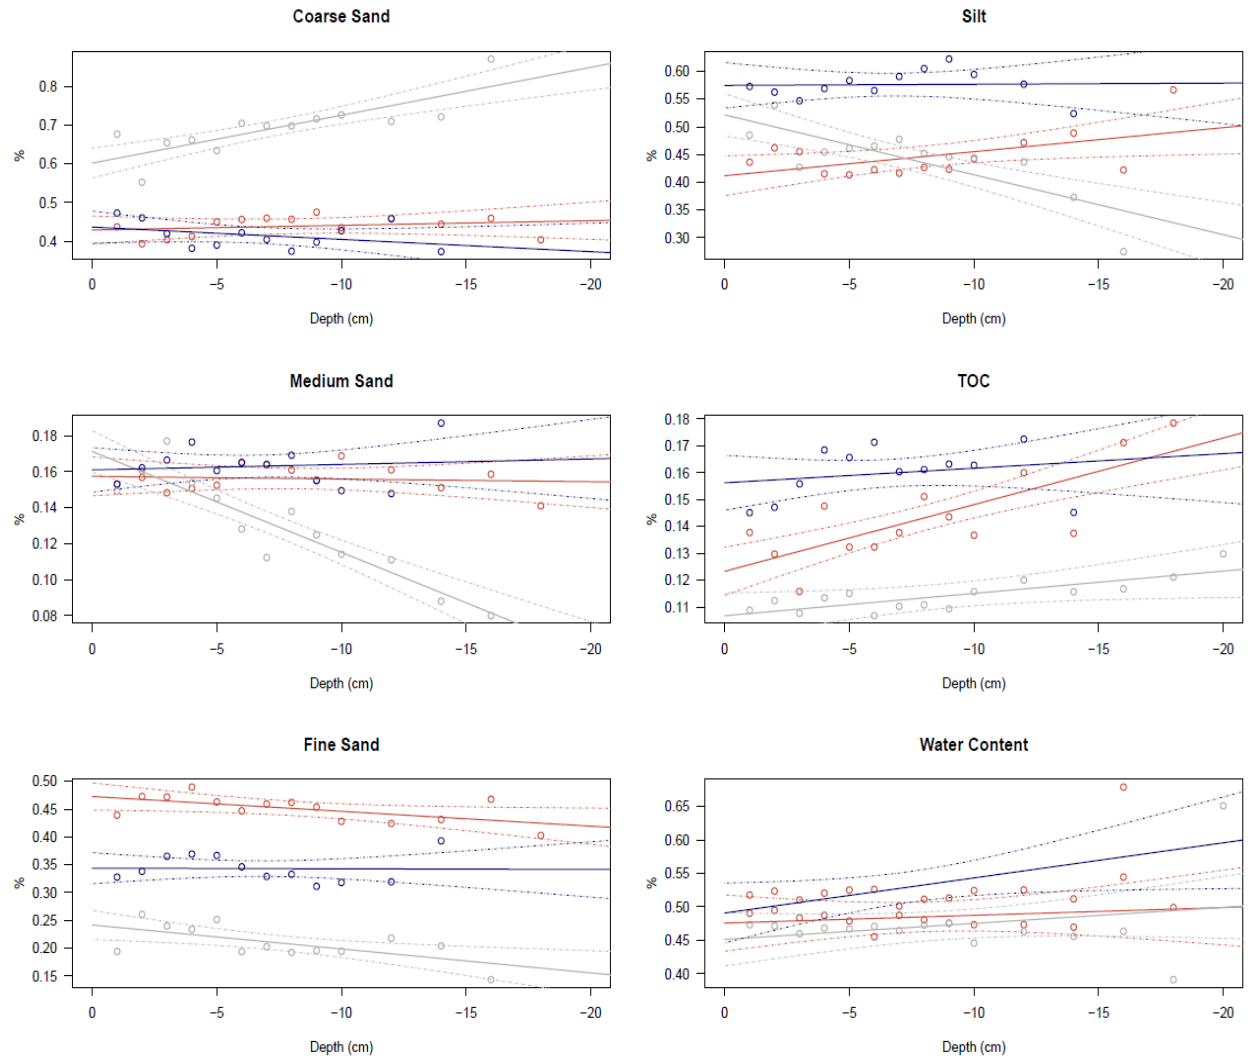 Coarse Sand
%
0.8
0.7
0.6
0.5
0.4
0 −5 −10 −15 −20
Depth (cm)
Silt
%
0.60
0.55
0.50
0.45
0.40
0.35
0.30
0 −5 −10 −15 −20
Depth (cm)
Medium Sand
%
0.18
0.16
0.14
0.12
0.10
0.08
0 −5 −10 −15 −20
Depth (cm)
TOC
%
0.18
0.17
0.16
0.15
0.14
0.13
0.12
0.11
0 −5 −10 −15 −20
Depth (cm)
Fine Sand
%
0.50
0.45
0.40
0.35
0.30
0.25
0.20
0.15
0 −5 −10 −15 −20
Depth (cm)
Water Content
%
0.65
0.60
0.55
0.50
0.45
0.40
0 −5 −10 −15 −20
Depth (cm)